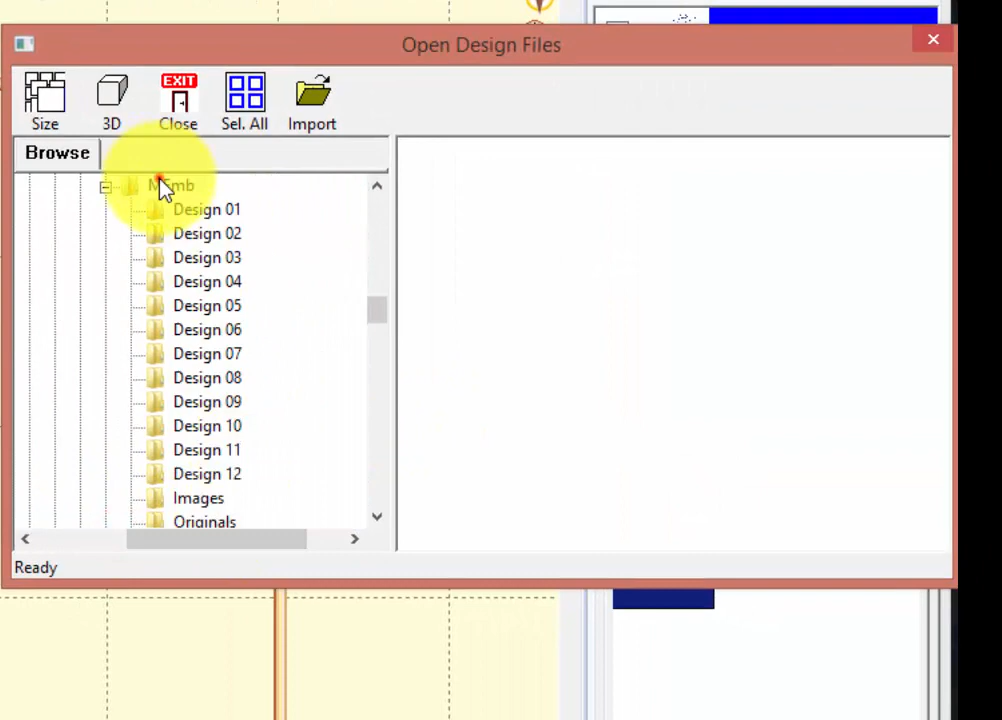 Open Design Files
EXIT
Size 3D Close Sel. All Import
Browse
Design 01
Design 02
Design 03
Design 04
Design 05
Design 06
Design 07
Design 08
Design 09
Design 10
Design 11
Design 12
Images
Originals
Ready